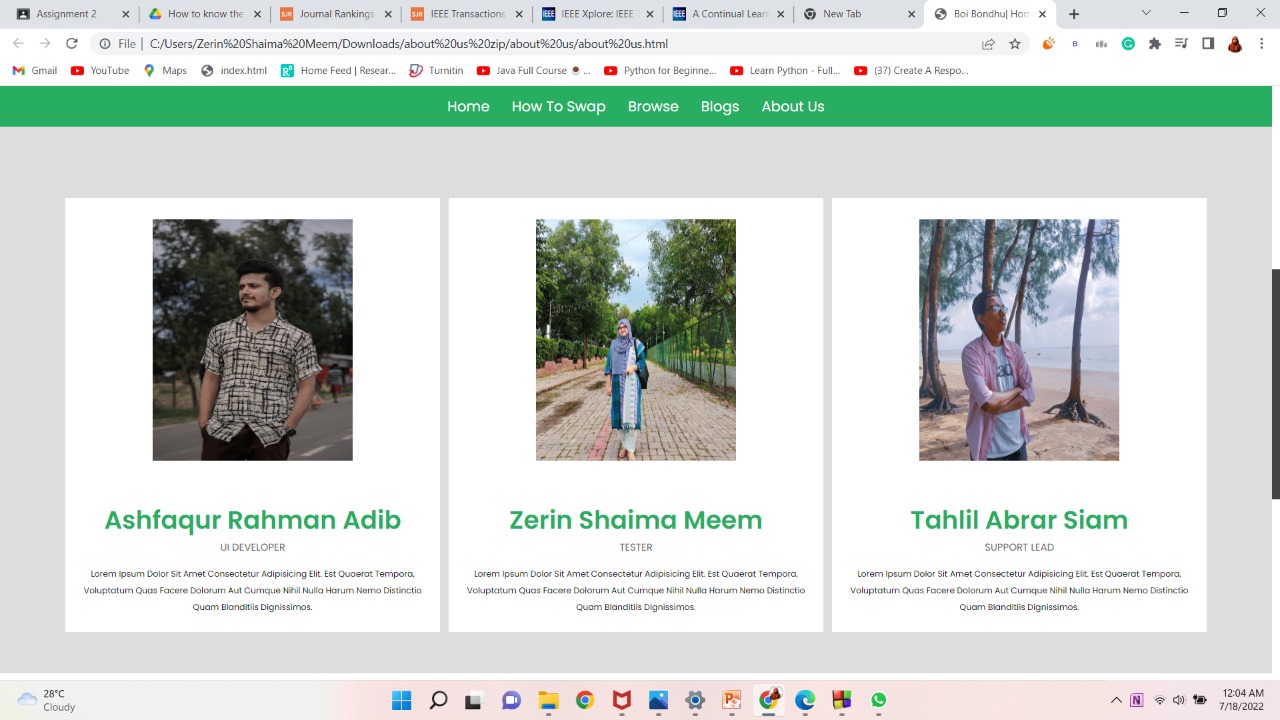 Assignment 2
How to know the
SJR
Journal Rankings
SJR
IEEE Transactions
IEEE
IEEE Xplore: IEEE
IEEE
A Continual Learn
New Tab
Boi Bondhu| Hom
File | C:/Users/Zerin%20Shaima%20Meem/Downloads/about%20us%20zip/about%20us/about%20us.html
Gmail
YouTube
Maps
index.html
Home Feed | Resear...
Turnitin
Java Full Course ...
Python for Beginne...
Learn Python - Full...
(37) Create A Respo...
Home
How To Swap
Browse
Blogs
About Us
Ashfaqur Rahman Adib
UI DEVELOPER
Lorem Ipsum Dolor Sit Amet Consectetur Adipisicing Elit. Est Quaerat Tempora,
Voluptatum Quas Facere Dolorum Aut Cumque Nihil Nulla Harum Nemo Distinctio
Quam Blanditiis Dignissimos.
Zerin Shaima Meem
TESTER
Lorem Ipsum Dolor Sit Amet Consectetur Adipisicing Elit. Est Quaerat Tempora,
Voluptatum Quas Facere Dolorum Aut Cumque Nihil Nulla Harum Nemo Distinctio
Quam Blanditiis Dignissimos.
Tahlil Abrar Siam
SUPPORT LEAD
Lorem Ipsum Dolor Sit Amet Consectetur Adipisicing Elit. Est Quaerat Tempora,
Voluptatum Quas Facere Dolorum Aut Cumque Nihil Nulla Harum Nemo Distinctio
Quam Blanditiis Dignissimos.
28°C
Cloudy
12:04 AM
7/18/2022